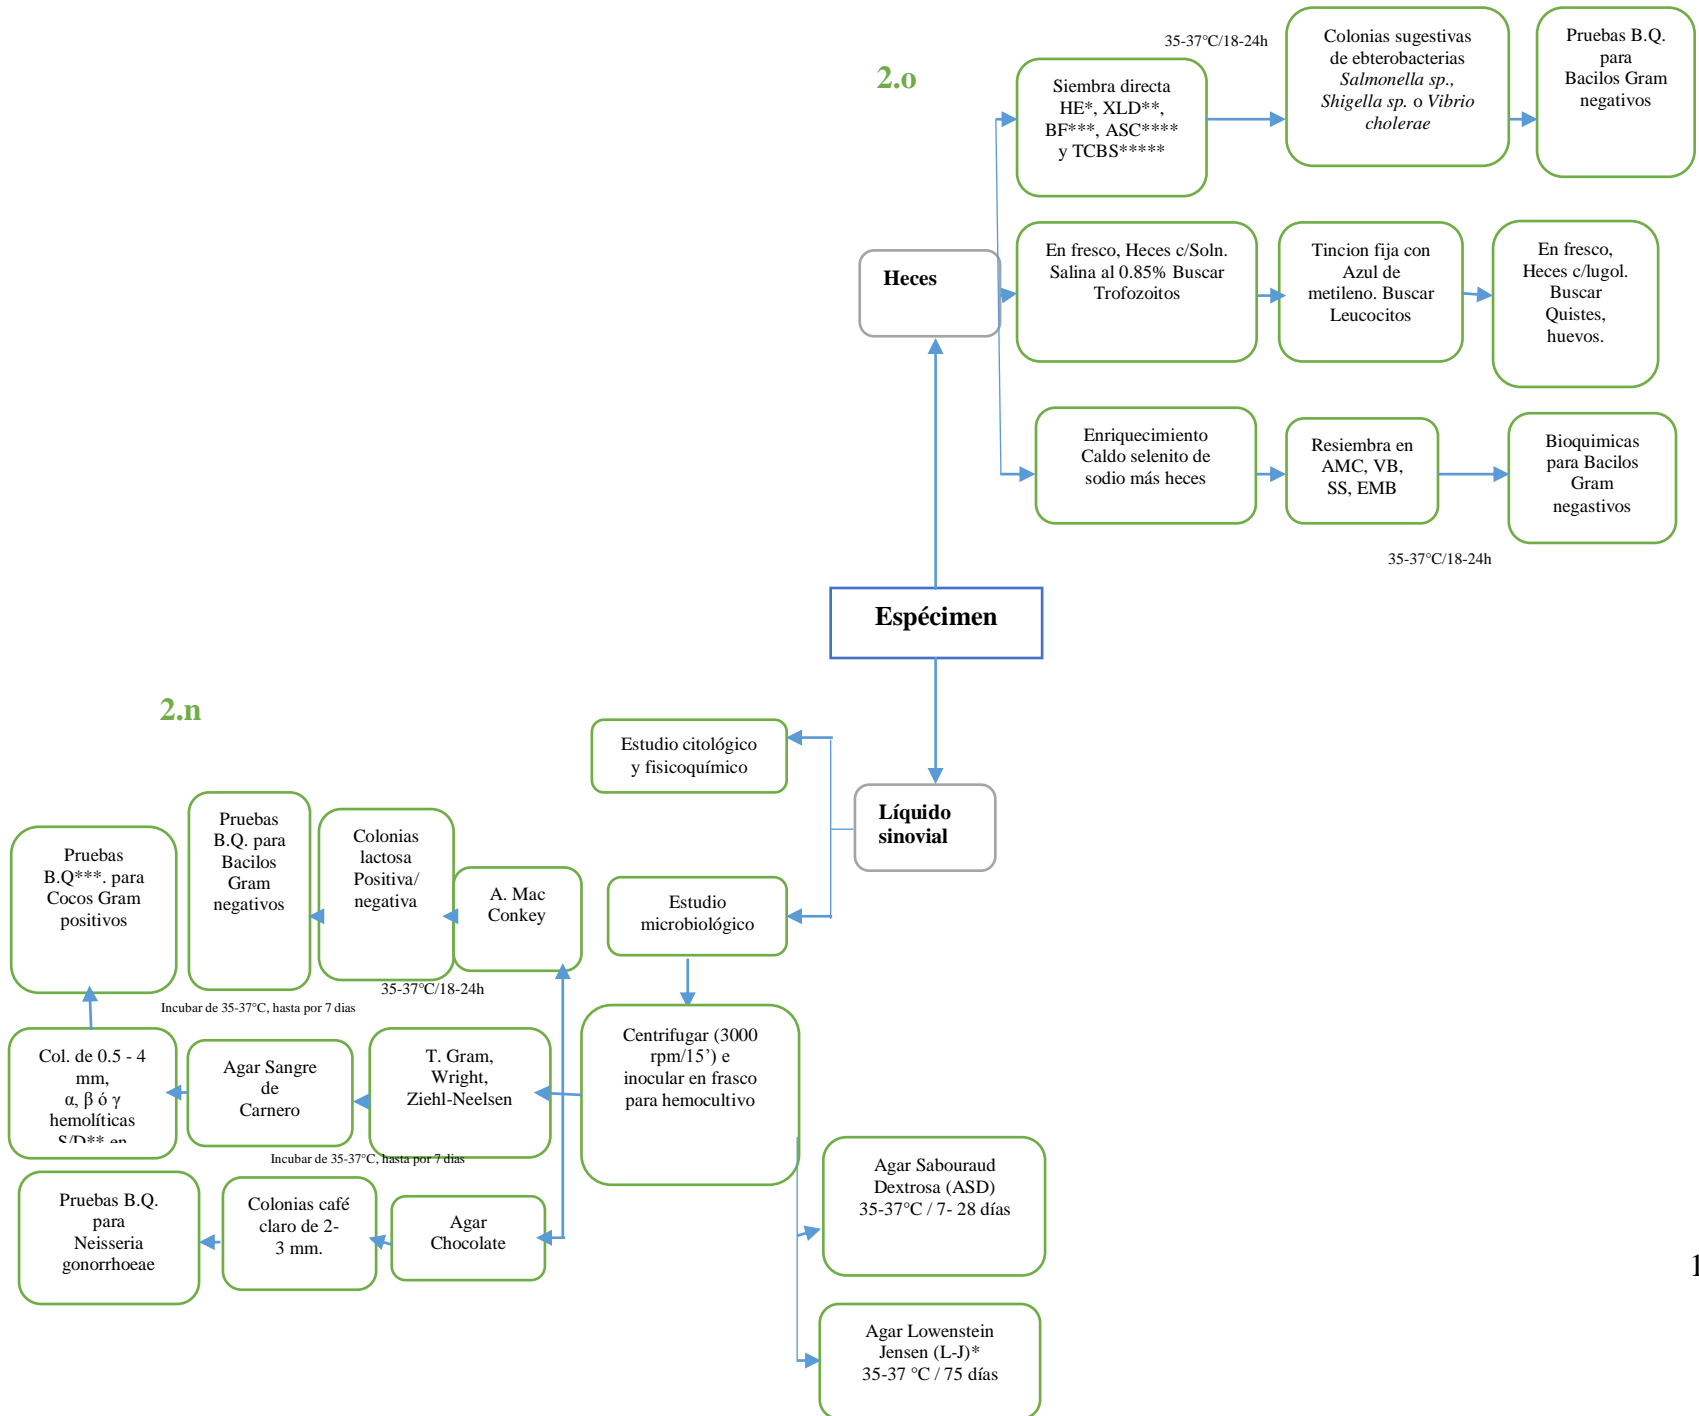 2.o
35-37°C/18-24h
Siembra directa
HE*, XLD**,
BF***, ASC****
y TCBS*****
Colonias sugestivas
de ebterobacterias
Salmonella sp.,
Shigella sp. o Vibrio
cholerae
Pruebas B.Q.
para
Bacilos Gram
negativos
Heces
En fresco, Heces c/Soln.
Salina al 0.85% Buscar
Trofozoitos
Tincion fija con
Azul de
metileno. Buscar
Leucocitos
En fresco,
Heces c/lugol.
Buscar
Quistes,
huevos.
Enriquecimiento
Caldo selenito de
sodio más heces
Resiembra en
AMC, VB,
SS, EMB
Bioquimicas
para Bacilos
Gram
negastivos
35-37°C/18-24h
Espécimen
2.n
Estudio citológico
y fisicoquímico
Líquido
sinovial
Estudio
microbiológico
Pruebas
B.Q***. para
Cocos Gram
positivos
Pruebas
B.Q. para
Bacilos
Gram
negativos
Colonias
lactosa
Positiva/
negativa
A. Mac
Conkey
35-37°C/18-24h
Incubar de 35-37°C, hasta por 7 dias
Col. de 0.5 - 4
mm,
α, β ó γ
hemolíticas
S/D** en
Agar Sangre
de
Carnero
T. Gram,
Wright,
Ziehl-Neelsen
Centrifugar (3000
rpm/15’) e
inocular en frasco
para hemocultivo
Incubar de 35-37°C, hasta por 7 dias
Pruebas B.Q.
para
Neisseria
gonorrhoeae
Colonias café
claro de 2-
3 mm.
Agar
Chocolate
Agar Sabouraud
Dextrosa (ASD)
35-37°C / 7- 28 días
Agar Lowenstein
Jensen (L-J)*
35-37 °C / 75 días
1